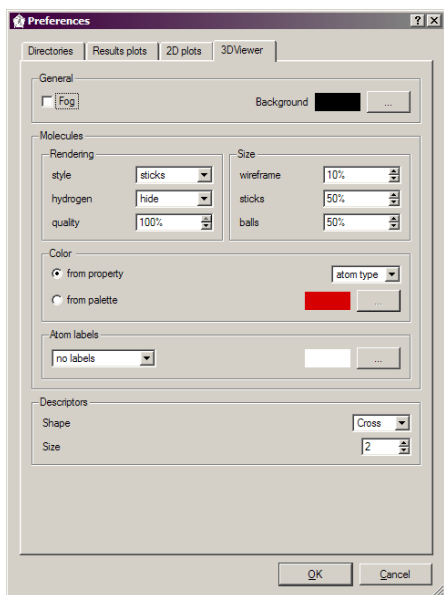 Preferences
Directories Results plots 2D plots 3DViewer
General
Fog Background ...
Molecules
Rendering Size
style sticks wireframe 10%
hydrogen hide sticks 50%
quality 100% balls 50%
Color
from property atom type
from palette ...
Atom labels
no labels ...
Descriptors
Shape Cross
Size 2
OK Cancel